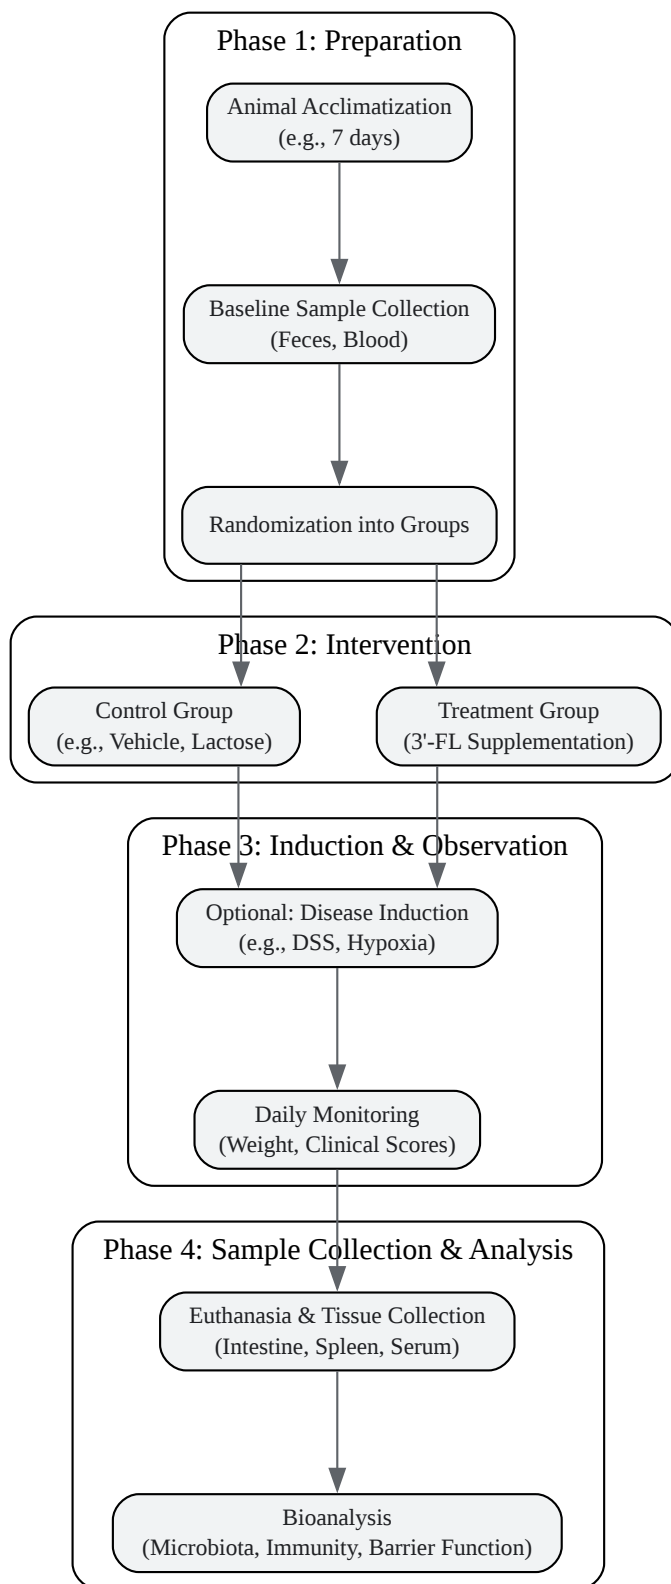 Phase 1: Preparation
Animal Acclimatization
(e.g., 7 days)
Baseline Sample Collection
(Feces, Blood)
Randomization into Groups
Phase 2: Intervention
Control Group
(e.g., Vehicle, Lactose)
Treatment Group
(3'-FL Supplementation)
Phase 3: Induction & Observation
Optional: Disease Induction
(e.g., DSS, Hypoxia)
Daily Monitoring
(Weight, Clinical Scores)
Phase 4: Sample Collection & Analysis
Euthanasia & Tissue Collection
(Intestine, Spleen, Serum)
Bioanalysis
(Microbiota, Immunity, Barrier Function)